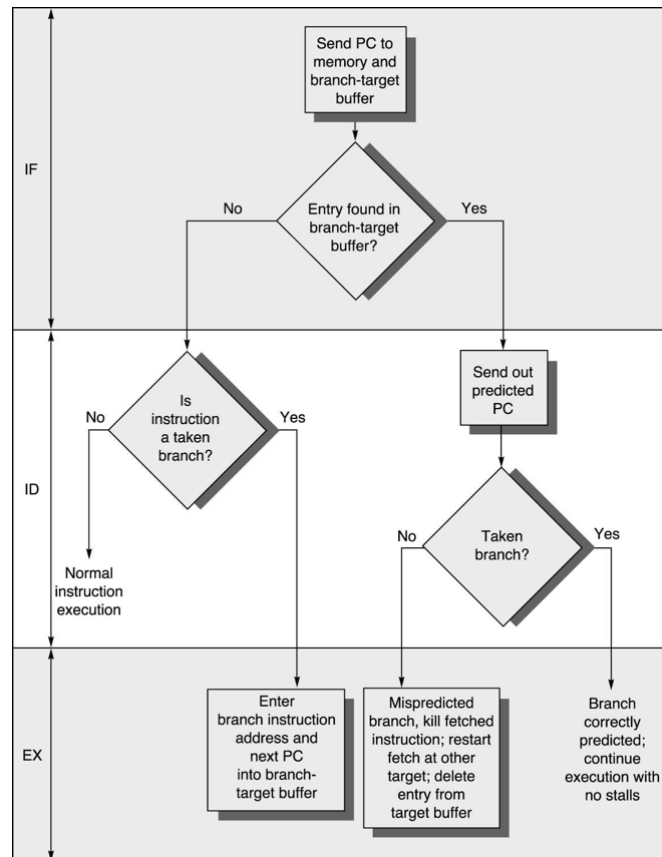 Send PC to
memory and
branch-target
buffer
IF
No
Entry found in
branch-target
buffer?
Yes
Send out
predicted
PC
Is
instruction
a taken
branch?
No
Yes
ID
No
Taken
branch?
Yes
Normal
instruction
execution
Enter
branch instruction
address and
next PC
into branch-
target buffer
Mispredicted
branch, kill fetched
instruction; restart
fetch at other
target; delete
entry from
target buffer
Branch
correctly
predicted;
continue
execution with
no stalls
EX